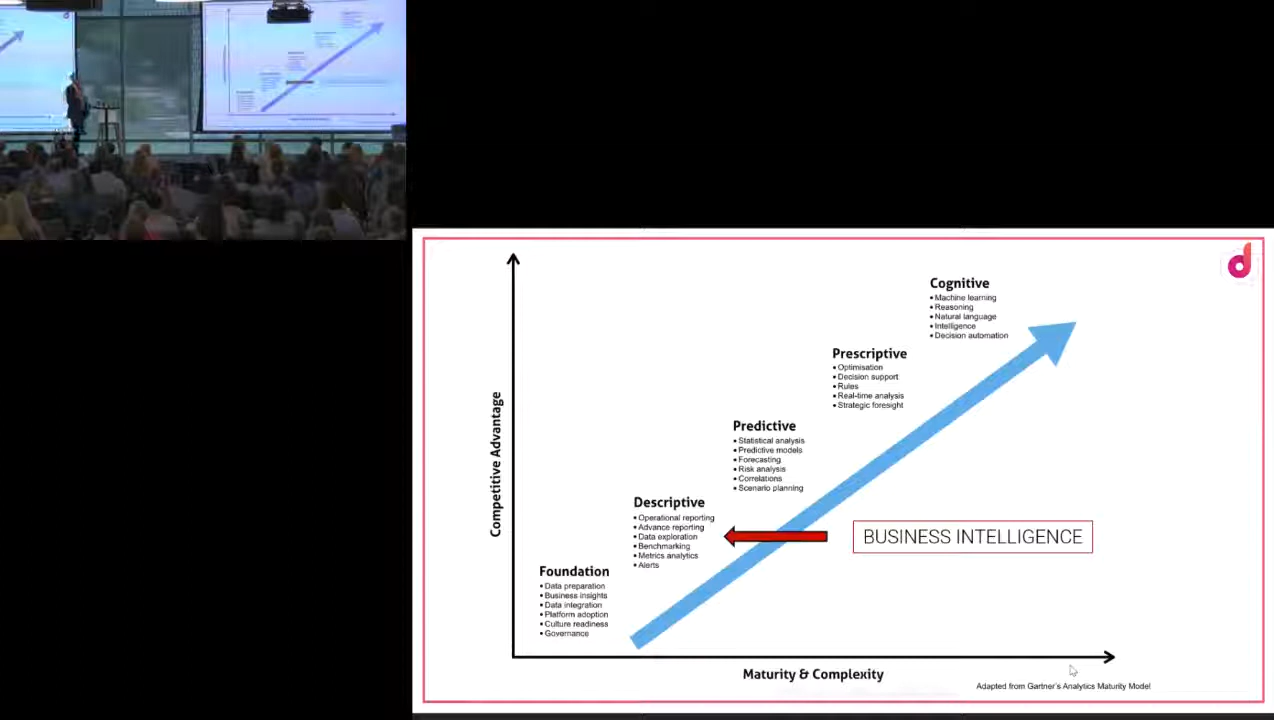 Cognitive
• Machine learning
• Reasoning
• Natural language
• Intelligence
• Decision automation
Prescriptive
• Optimisation
• Decision support
• Rules
• Real-time analysis
• Strategic foresight
Predictive
• Statistical analysis
• Predictive models
• Forecasting
• Risk analysis
• Correlations
• Scenario planning
Descriptive
• Operational reporting
• Advance reporting
• Data exploration
• Benchmarking
• Metrics analytics
• Alerts
BUSINESS INTELLIGENCE
Foundation
• Data preparation
• Business insights
• Data integration
• Platform adoption
• Culture readiness
• Governance
Competitive Advantage
Maturity & Complexity
Adapted from Gartner's Analytics Maturity Model
d